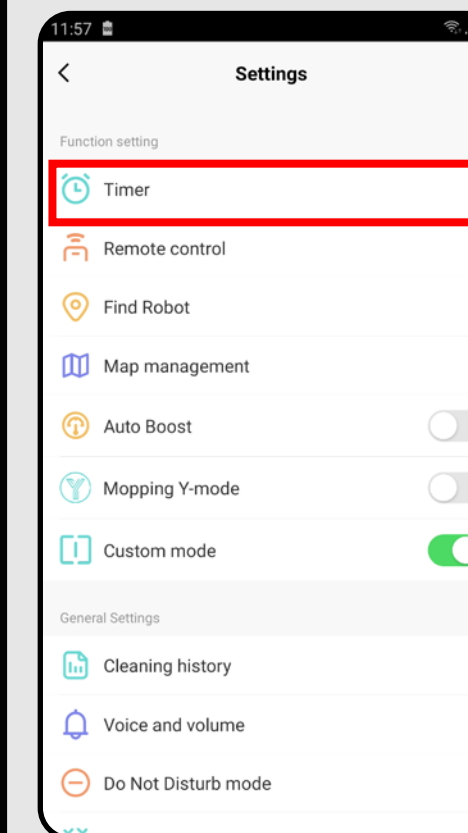 11:57
Settings
Function setting
Timer
Remote control
Find Robot
Map management
Auto Boost
Mopping Y-mode
Custom mode
General Settings
Cleaning history
Voice and volume
Do Not Disturb mode